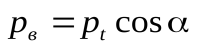 p_в = p_t cos α